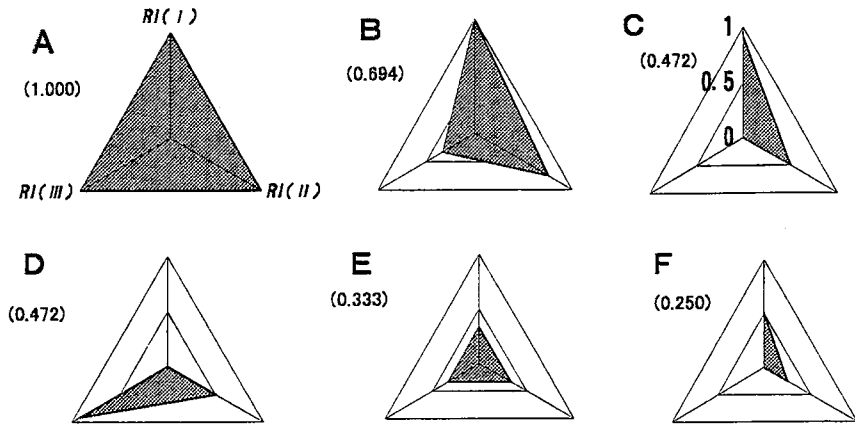 A
RI( I )
(1.000)
RI(III)
RI(II)
B
(0.694)
C
(0.472)
1
0.5
0
D
(0.472)
E
(0.333)
F
(0.250)